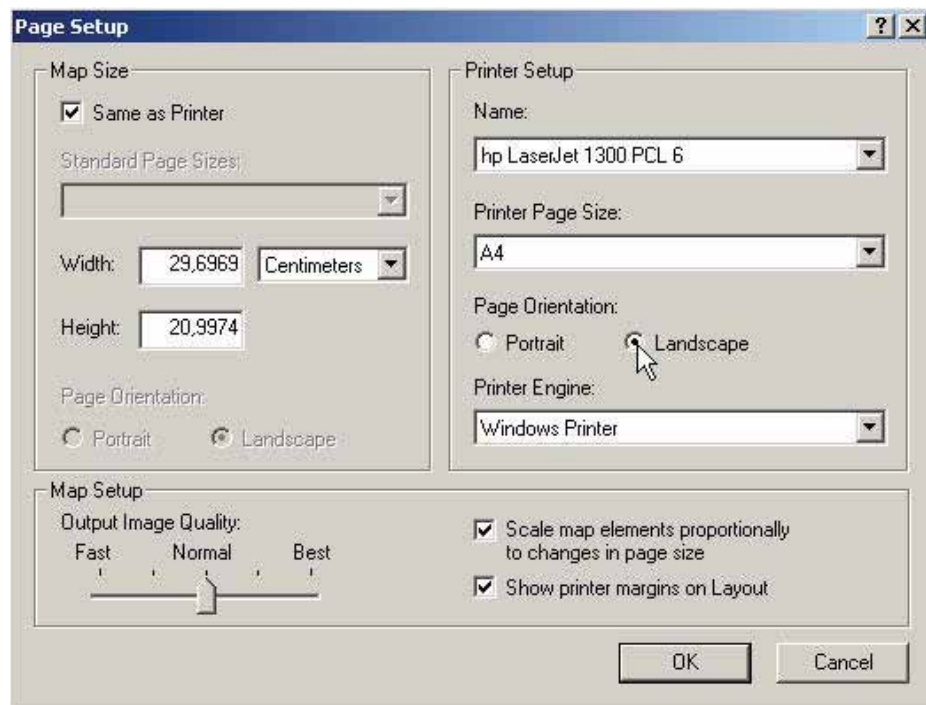 Page Setup
Map Size
Same as Printer
Standard Page Sizes:
Width: 29,6969 Centimeters
Height: 20,9974
Page Orientation:
Portrait Landscape
Printer Setup
Name:
hp LaserJet 1300 PCL 6
Printer Page Size:
A4
Page Orientation:
Portrait Landscape
Printer Engine:
Windows Printer
Map Setup
Output Image Quality:
Fast Normal Best
Scale map elements proportionally
to changes in page size
Show printer margins on Layout
OK Cancel